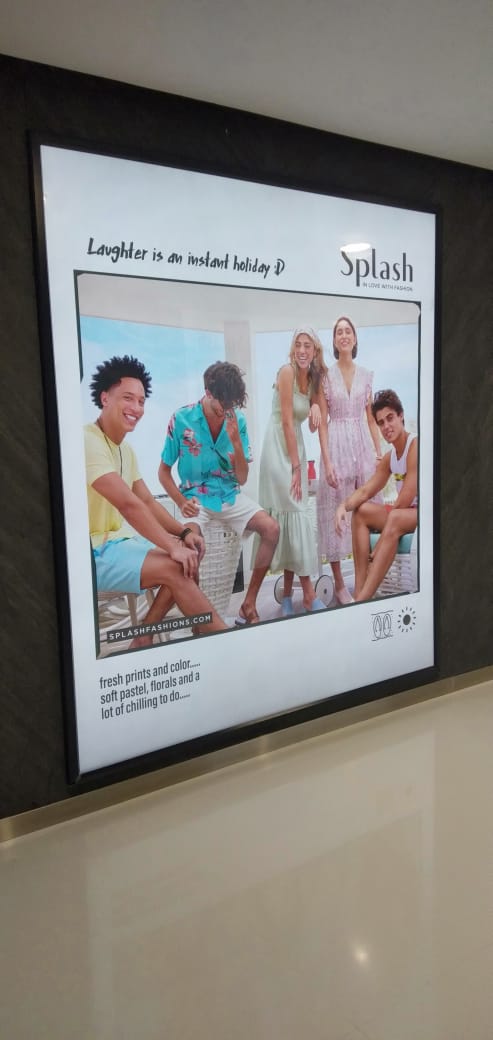 Laughter is an instant holiday :D
Splash
IN LOVE WITH FASHION
SPLASHFASHIONS.COM
fresh prints and color.....
soft pastel, florals and a
lot of chilling to do.....